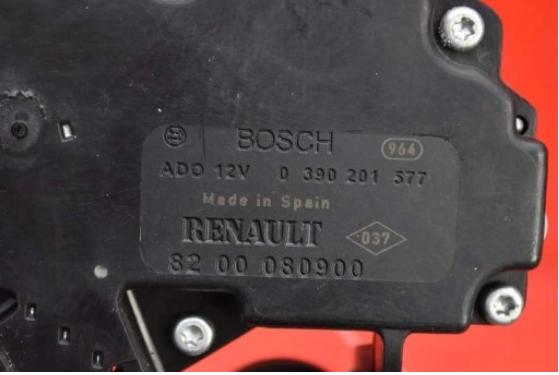 BOSCH 964
ADO 12V 0 390 201 577
Made in Spain
RENAULT 037
82 00 080900